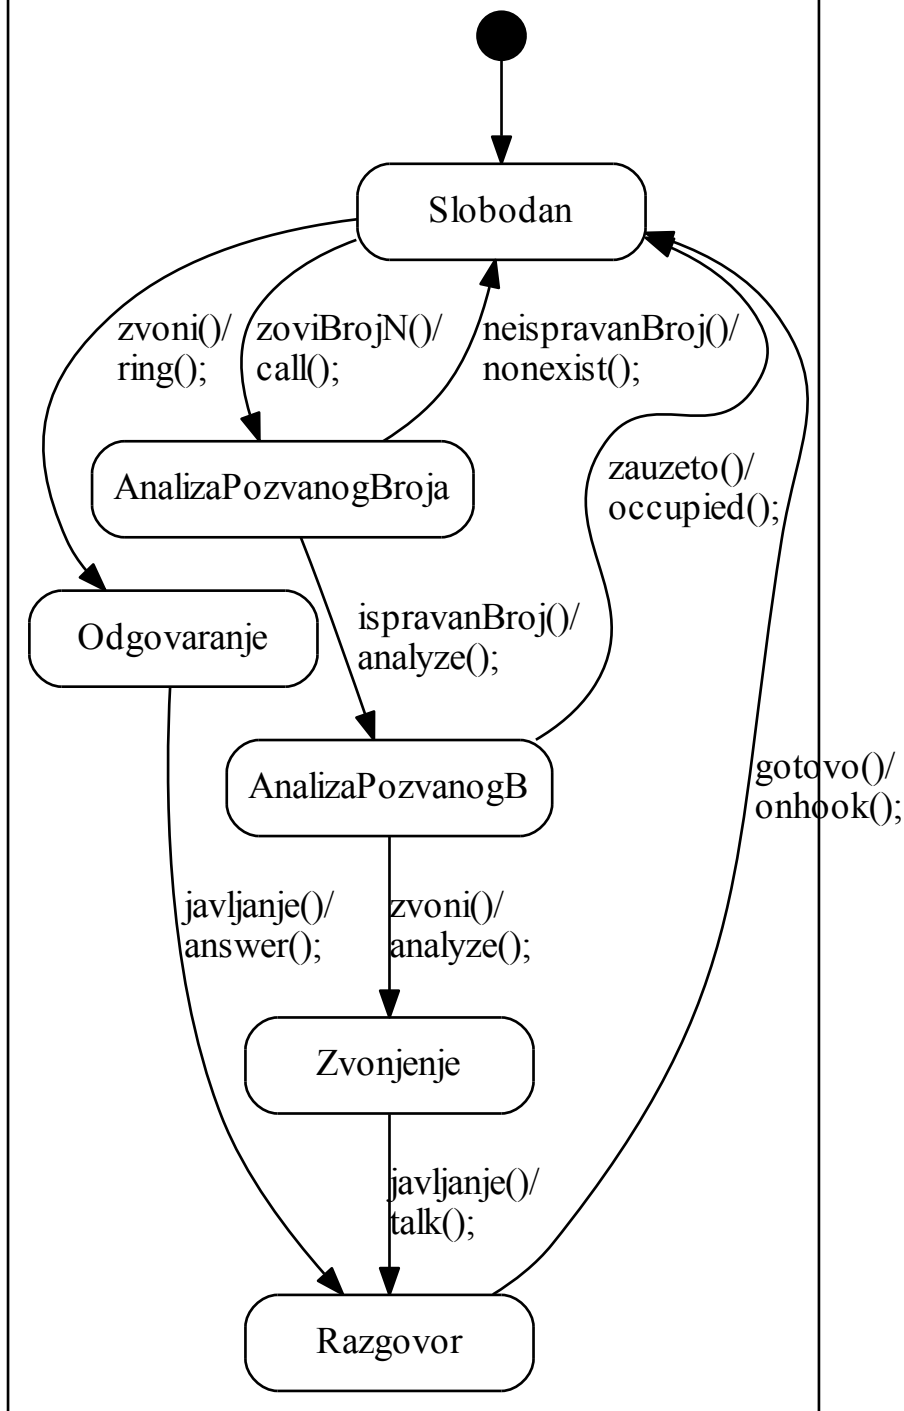 Slobodan
zvoni()/
ring();
zoviBrojN()/
call();
neispravanBroj()/
nonexist();
AnalizaPozvanogBroja
zauzeto()/
occupied();
Odgovaranje
ispravanBroj()/
analyze();
AnalizaPozvanogB
gotovo()/
onhook();
javljanje()/
answer();
zvoni()/
analyze();
Zvonjenje
javljanje()/
talk();
Razgovor